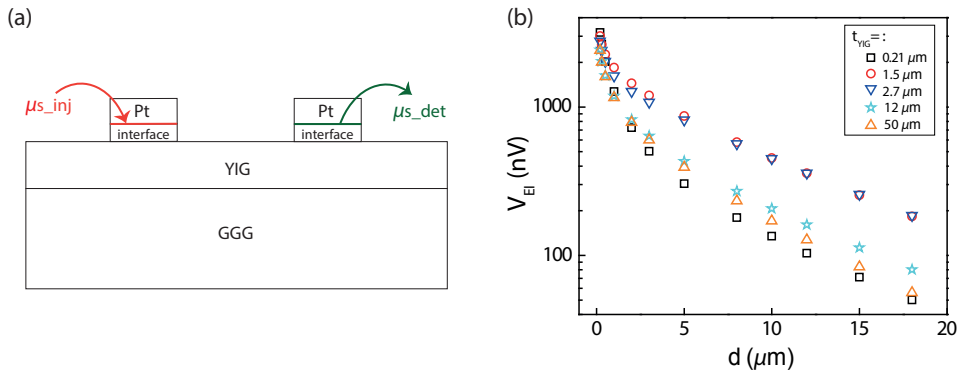 (a)
μs_inj
Pt
Pt
μs_det
interface
interface
YIG
GGG
(b)
V_EI (nV)
1000
100
0
5
10
15
20
d (μm)
t_YIG= :
0.21 μm
1.5 μm
2.7 μm
12 μm
50 μm